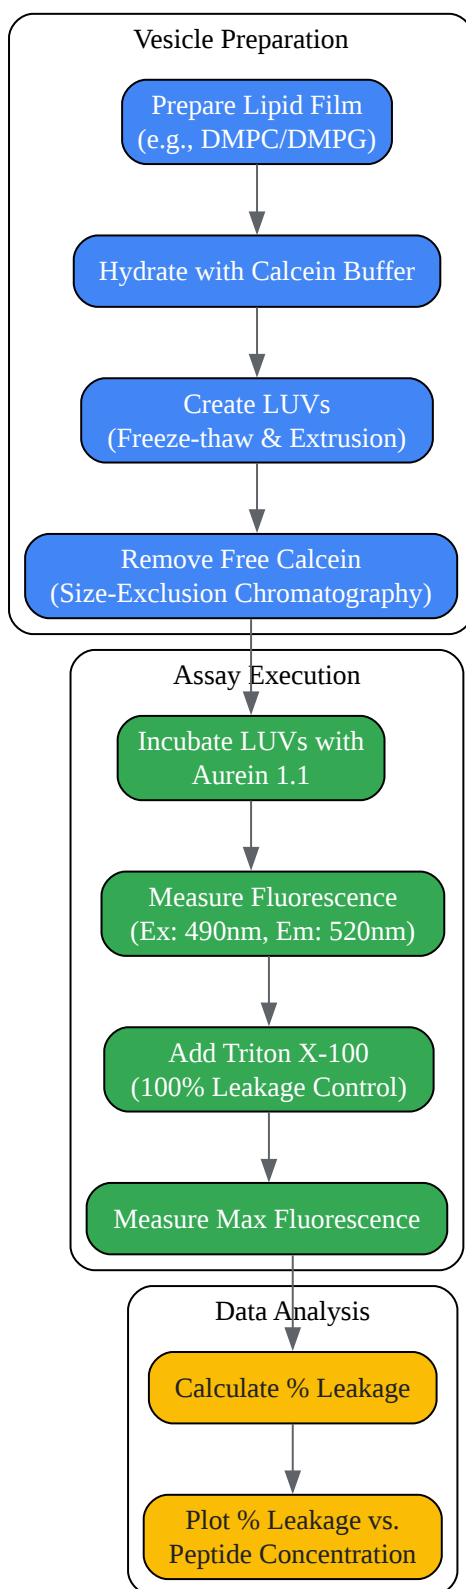 Vesicle Preparation
Prepare Lipid Film
(e.g., DMPC/DMPG)
Hydrate with Calcein Buffer
Create LUVs
(Freeze-thaw & Extrusion)
Remove Free Calcein
(Size-Exclusion Chromatography)
Assay Execution
Incubate LUVs with
Aurein 1.1
Measure Fluorescence
(Ex: 490nm, Em: 520nm)
Add Triton X-100
(100% Leakage Control)
Measure Max Fluorescence
Data Analysis
Calculate % Leakage
Plot % Leakage vs.
Peptide Concentration